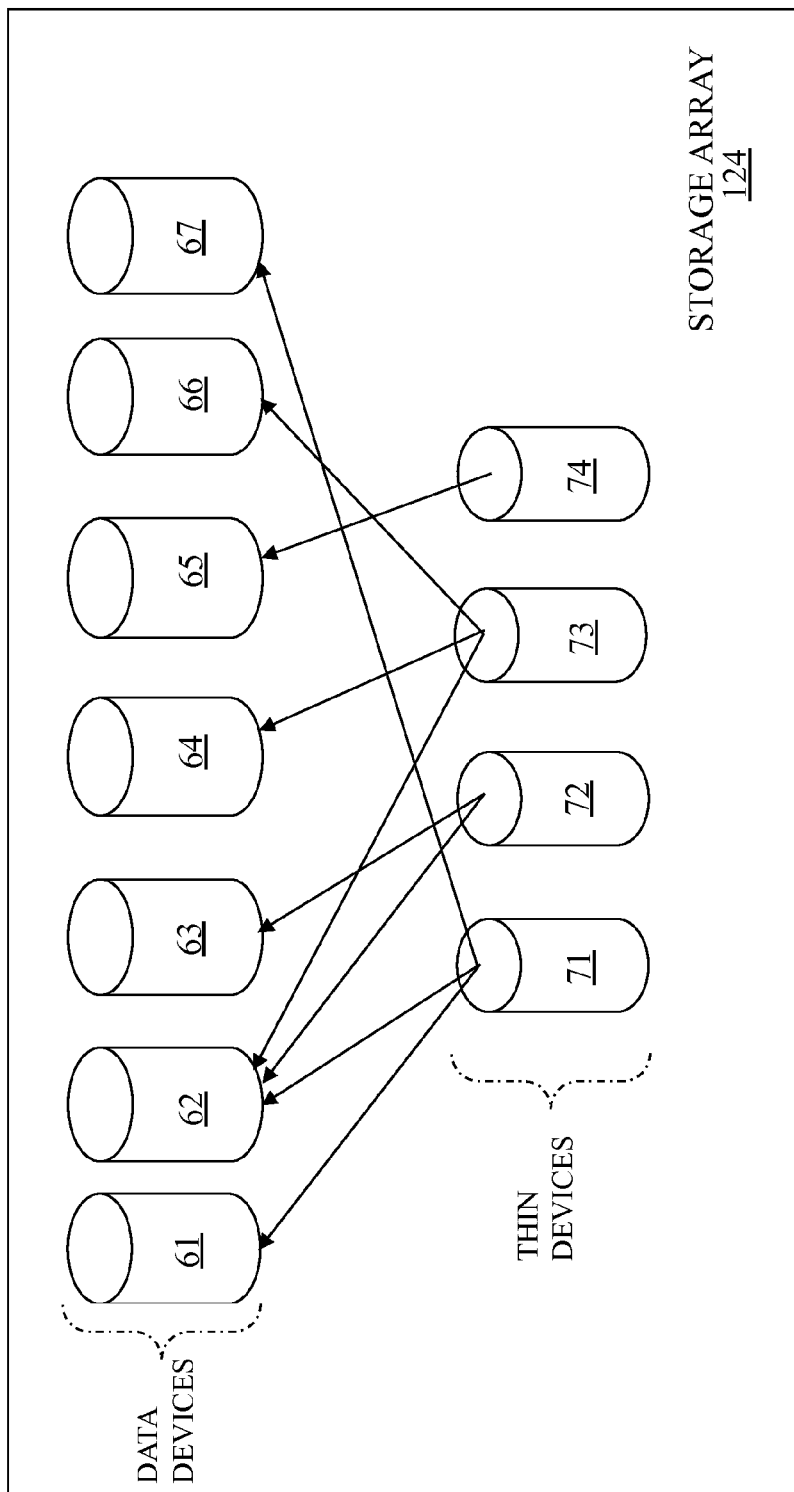 DATA
DEVICES
61
62
63
64
65
66
67
THIN
DEVICES
71
72
73
74
STORAGE ARRAY
124